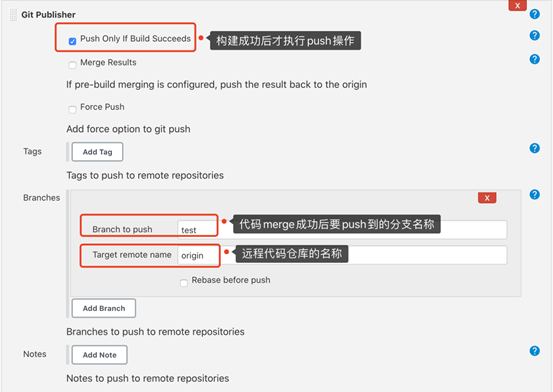 X
Git Publisher
?
Push Only If Build Succeeds
构建成功后才执行push操作
?
Merge Results
?
If pre-build merging is configured, push the result back to the origin
Force Push
Add force option to git push
Tags
Add Tag
?
Tags to push to remote repositories
Branches
X
?
Branch to push
test
代码merge成功后要push到的分支名称
Target remote name
origin
远程代码仓库的名称
Rebase before push
Add Branch
Branches to push to remote repositories
Notes
Add Note
?
Notes to push to remote repositories